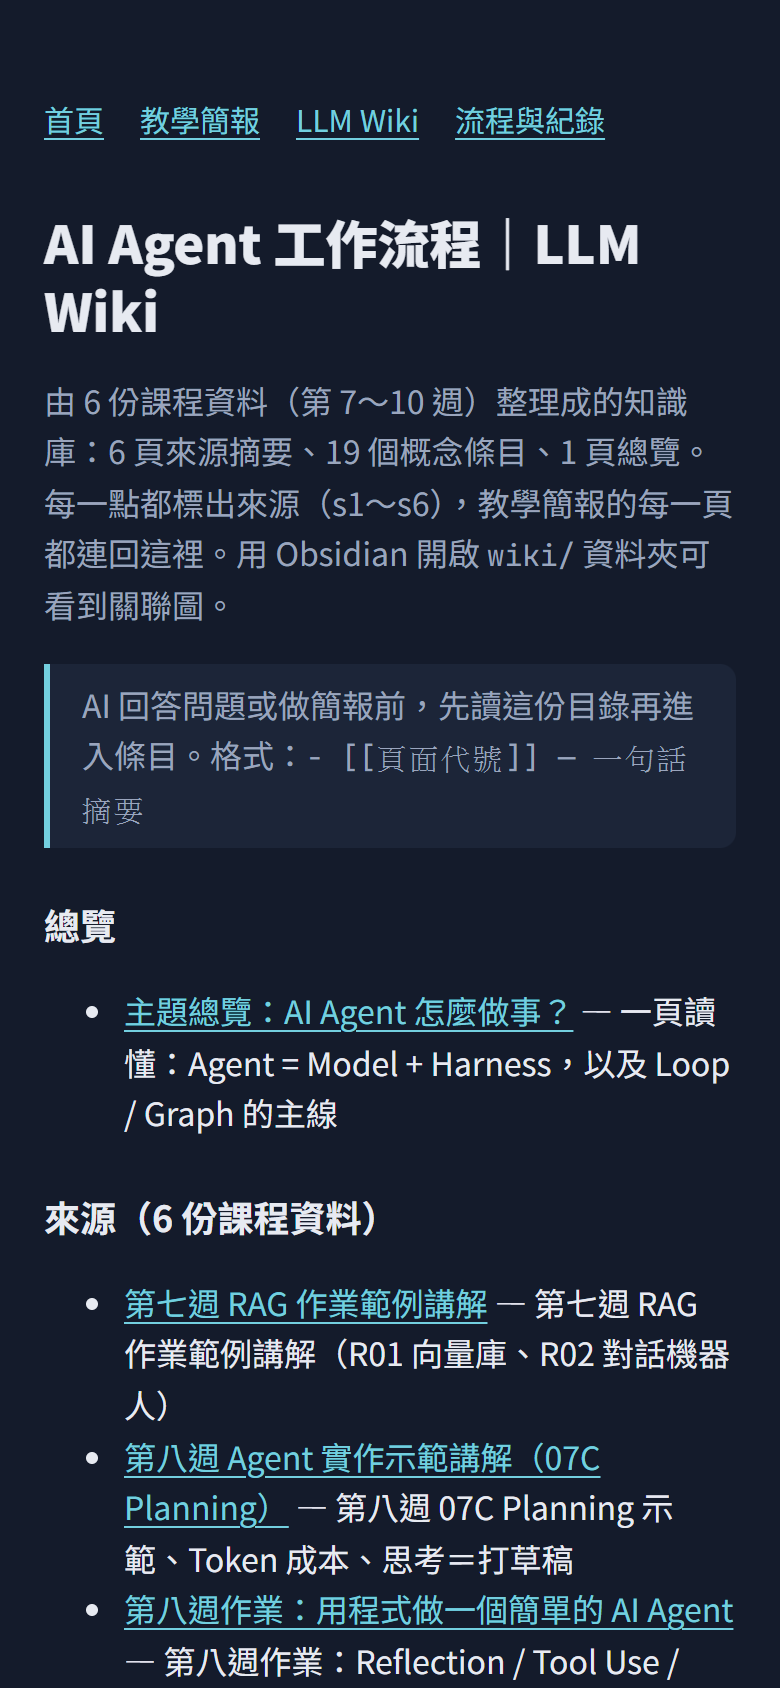 首頁 教學簡報 LLM Wiki 流程與紀錄
AI Agent 工作流程｜LLM
Wiki
由 6 份課程資料（第 7～10 週）整理成的知識
庫：6 頁來源摘要、19 個概念條目、1 頁總覽。
每一點都標出來源（s1～s6），教學簡報的每一頁
都連回這裡。用 Obsidian 開啟 wiki/ 資料夾可
看到關聯圖。
AI 回答問題或做簡報前，先讀這份目錄再進
入條目。格式：- [[頁面代號]] — 一句話
摘要
總覽
• 主題總覽：AI Agent 怎麼做事？ — 一頁讀
懂：Agent = Model + Harness，以及 Loop
/ Graph 的主線
來源（6 份課程資料）
• 第七週 RAG 作業範例講解 — 第七週 RAG
作業範例講解（R01 向量庫、R02 對話機器
人）
• 第八週 Agent 實作示範講解（07C
Planning） — 第八週 07C Planning 示
範、Token 成本、思考＝打草稿
• 第八週作業：用程式做一個簡單的 AI Agent
— 第八週作業：Reflection / Tool Use /